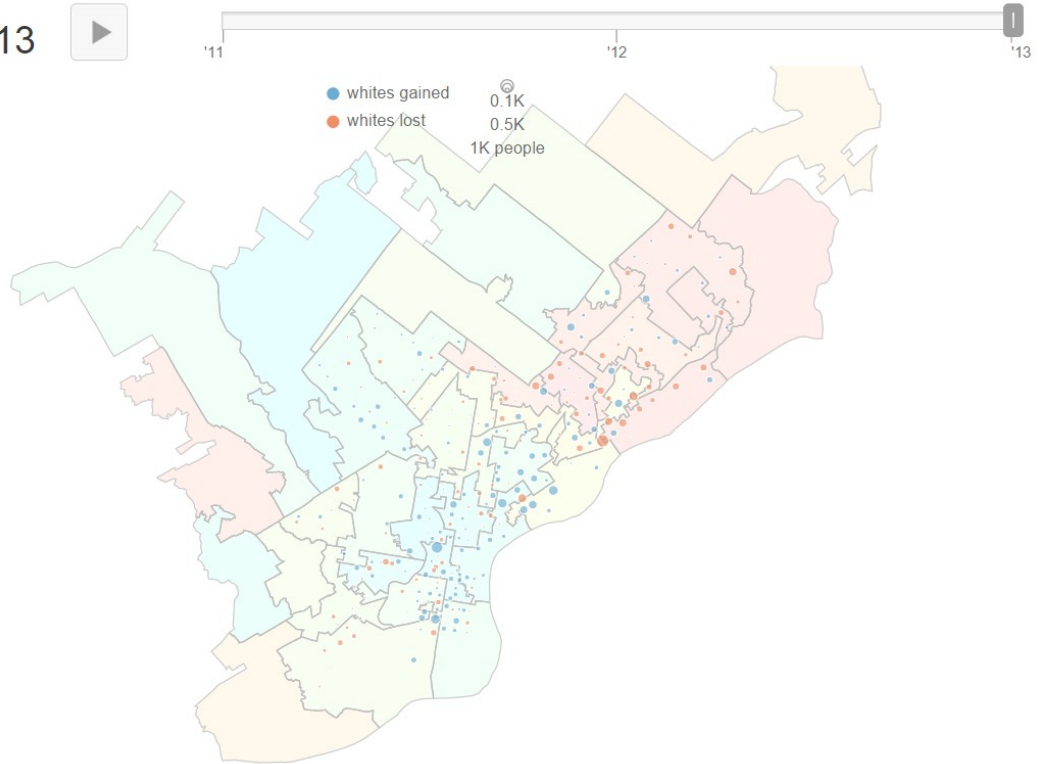 13
'11 '12 '13
whites gained
whites lost
0.1K
0.5K
1K people